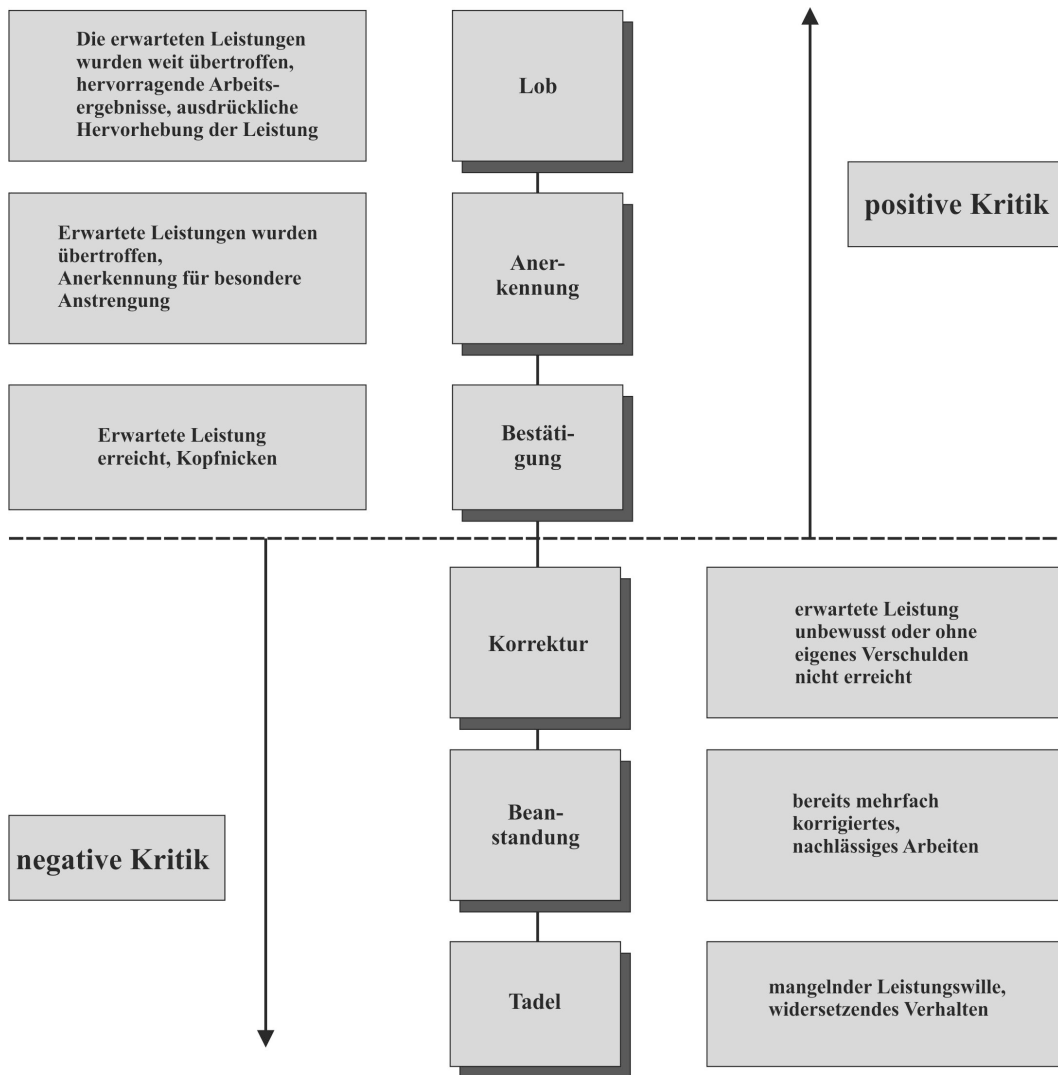 Die erwarteten Leistungen
wurden weit übertroffen,
hervorragende Arbeits-
ergebnisse, ausdrückliche
Hervorhebung der Leistung
Lob
positive Kritik
Erwartete Leistungen wurden
übertroffen,
Anerkennung für besondere
Anstrengung
Aner-
kennung
Erwartete Leistung
erreicht, Kopfnicken
Bestäti-
gung
Korrektur
erwartete Leistung
unbewusst oder ohne
eigenes Verschulden
nicht erreicht
negative Kritik
Bean-
standung
bereits mehrfach
korrigiertes,
nachlässiges Arbeiten
Tadel
mangelnder Leistungswille,
widersetzendes Verhalten